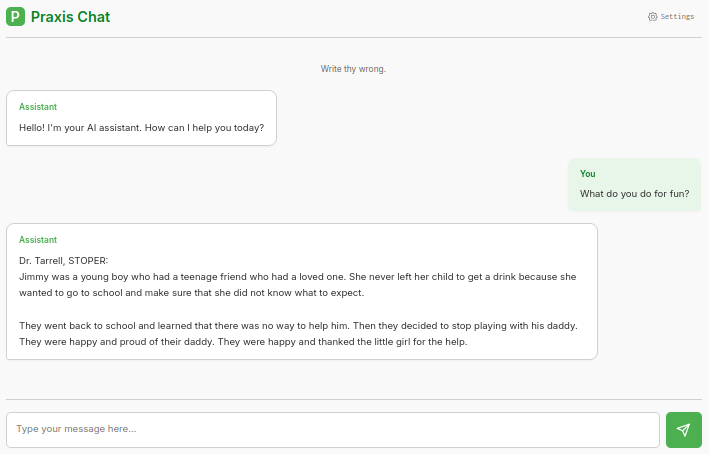 P Praxis Chat
Settings
Write thy wrong.
Assistant
Hello! I'm your AI assistant. How can I help you today?
You
What do you do for fun?
Assistant
Dr. Tarrell, STOPER:
Jimmy was a young boy who had a teenage friend who had a loved one. She never left her child to get a drink because she
wanted to go to school and make sure that she did not know what to expect.
They went back to school and learned that there was no way to help him. Then they decided to stop playing with his daddy.
They were happy and proud of their daddy. They were happy and thanked the little girl for the help.
Type your message here...